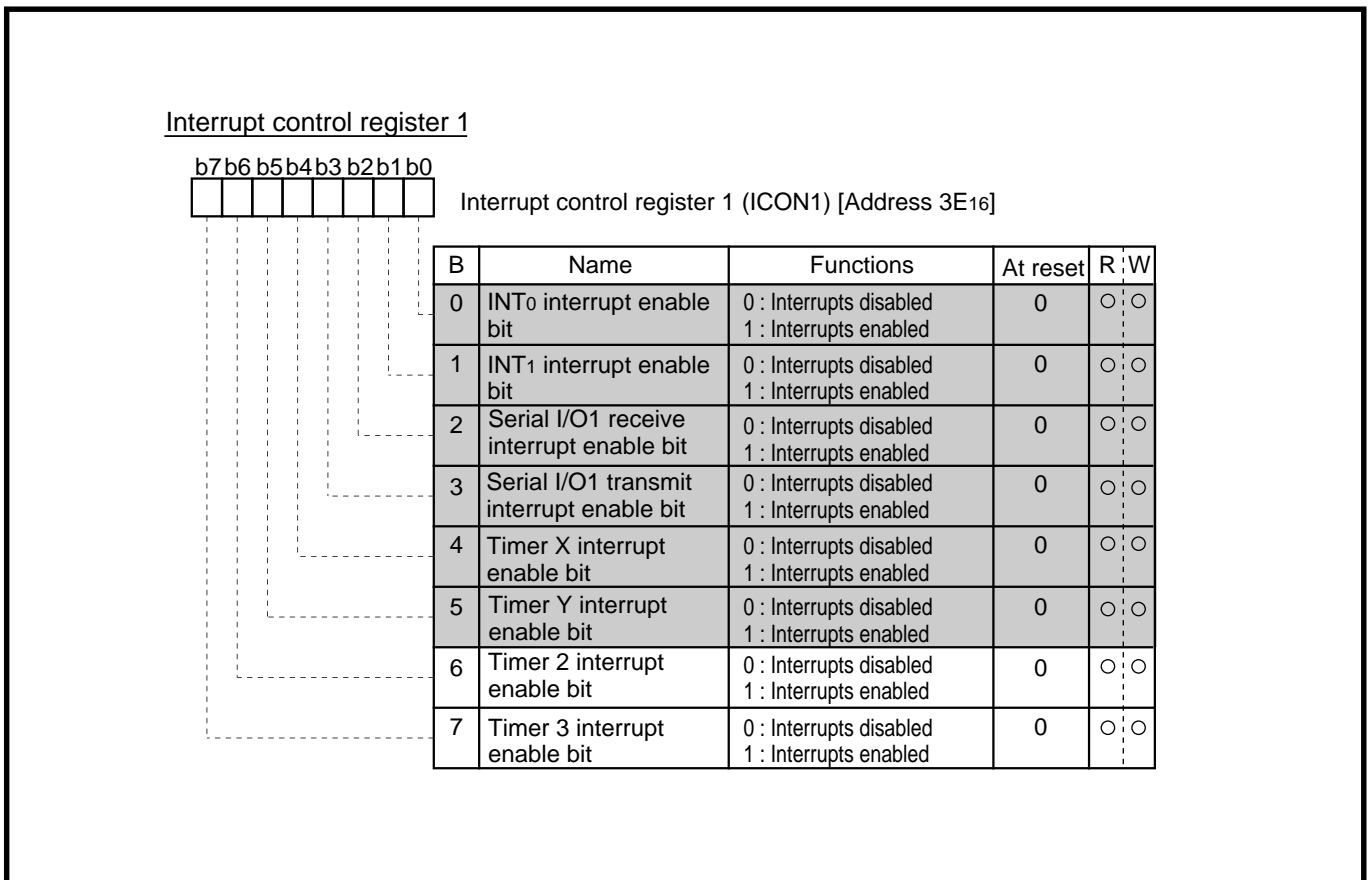 Interrupt control register 1
b7 b6 b5 b4 b3 b2 b1 b0
Interrupt control register 1 (ICON1) [Address 3E16]
B Name Functions At reset R W
0 INT0 interrupt enable bit 0 : Interrupts disabled 1 : Interrupts enabled 0 ○ ○
1 INT1 interrupt enable bit 0 : Interrupts disabled 1 : Interrupts enabled 0 ○ ○
2 Serial I/O1 receive interrupt enable bit 0 : Interrupts disabled 1 : Interrupts enabled 0 ○ ○
3 Serial I/O1 transmit interrupt enable bit 0 : Interrupts disabled 1 : Interrupts enabled 0 ○ ○
4 Timer X interrupt enable bit 0 : Interrupts disabled 1 : Interrupts enabled 0 ○ ○
5 Timer Y interrupt enable bit 0 : Interrupts disabled 1 : Interrupts enabled 0 ○ ○
6 Timer 2 interrupt enable bit 0 : Interrupts disabled 1 : Interrupts enabled 0 ○ ○
7 Timer 3 interrupt enable bit 0 : Interrupts disabled 1 : Interrupts enabled 0 ○ ○